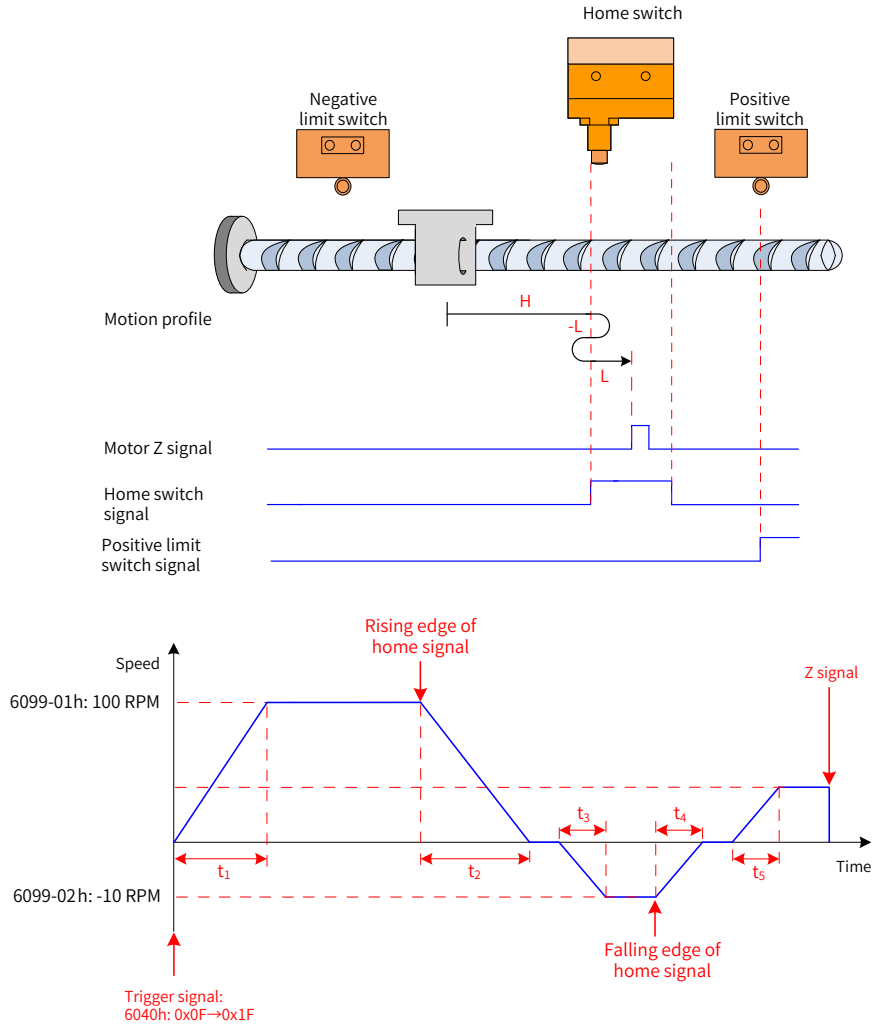 Home switch
Negative
limit switch
Positive
limit switch
H
Motion profile
-L
L
Motor Z signal
Home switch
signal
Positive limit
switch signal
Rising edge of
home signal
Speed
Z signal
6099-01h: 100 RPM
t3
t4
t1
t2
t5
Time
6099-02h: -10 RPM
Falling edge of
home signal
Trigger signal:
6040h: 0x0F→0x1F